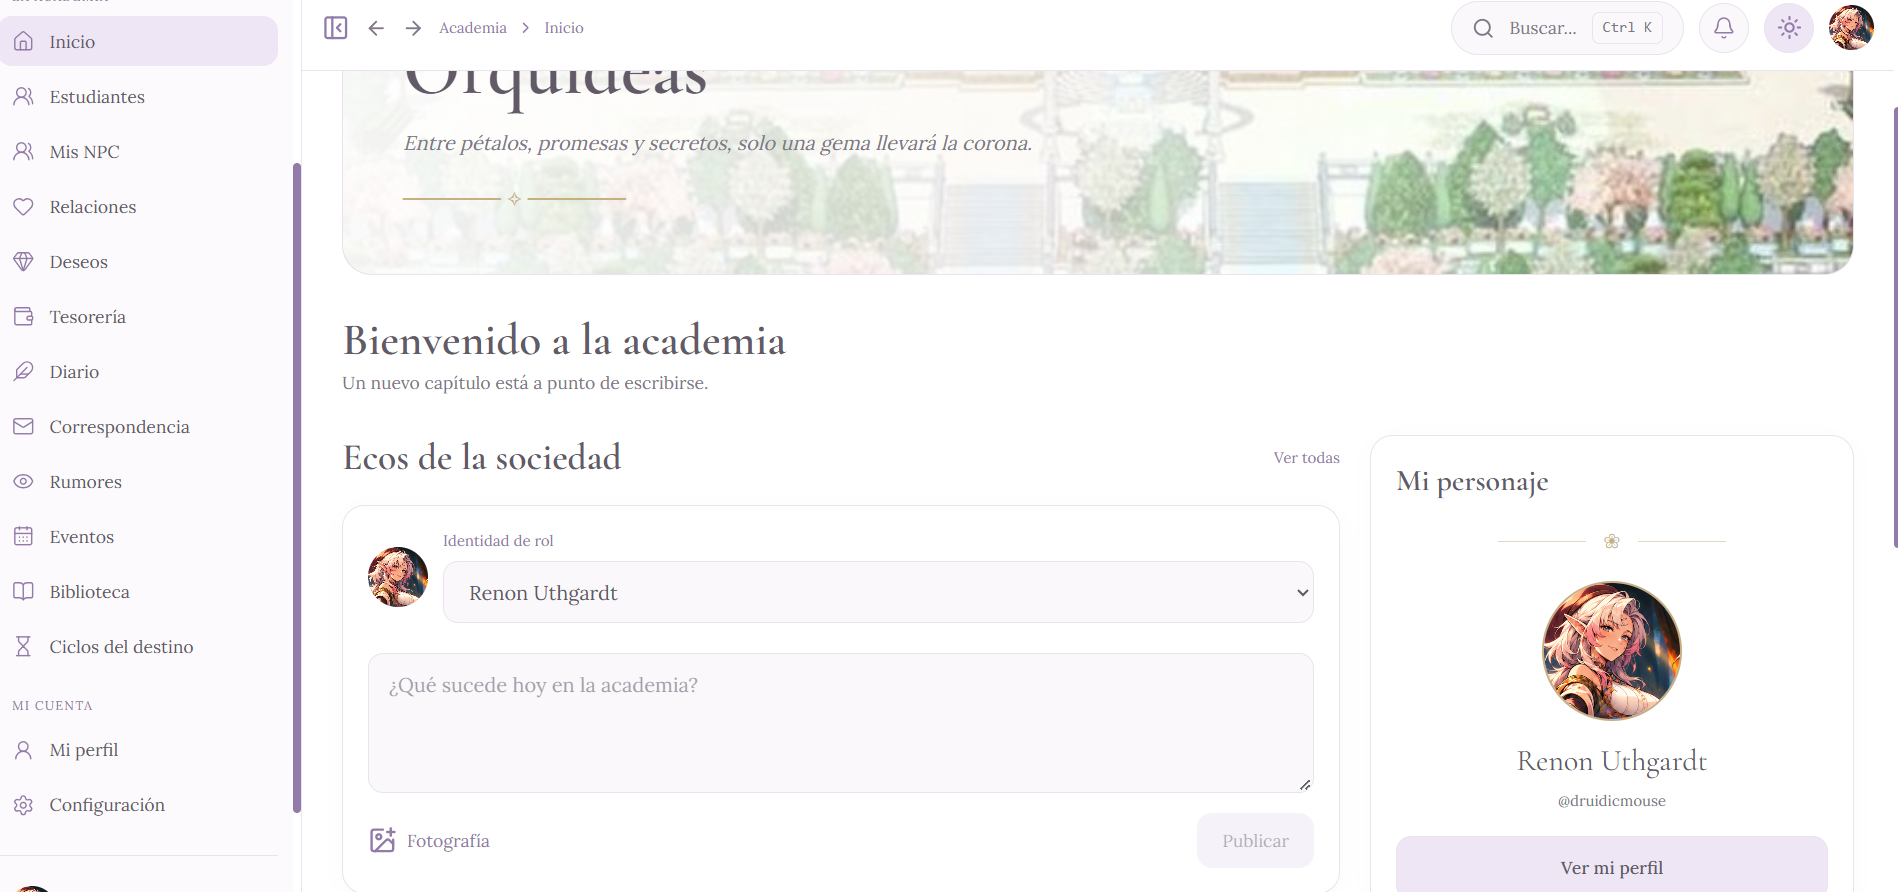 Inicio
Estudiantes
Mis NPC
Relaciones
Deseos
Tesorería
Diario
Correspondencia
Rumores
Eventos
Biblioteca
Ciclos del destino
MI CUENTA
Mi perfil
Configuración
Academia
Inicio
Buscar...
Ctrl K
Orquídeas
Entre pétalos, promesas y secretos, solo una gema llevará la corona.
Bienvenido a la academia
Un nuevo capítulo está a punto de escribirse.
Ecos de la sociedad
Ver todas
Identidad de rol
Renon Uthgardt
¿Qué sucede hoy en la academia?
Fotografía
Publicar
Mi personaje
Renon Uthgardt
@druidicmouse
Ver mi perfil